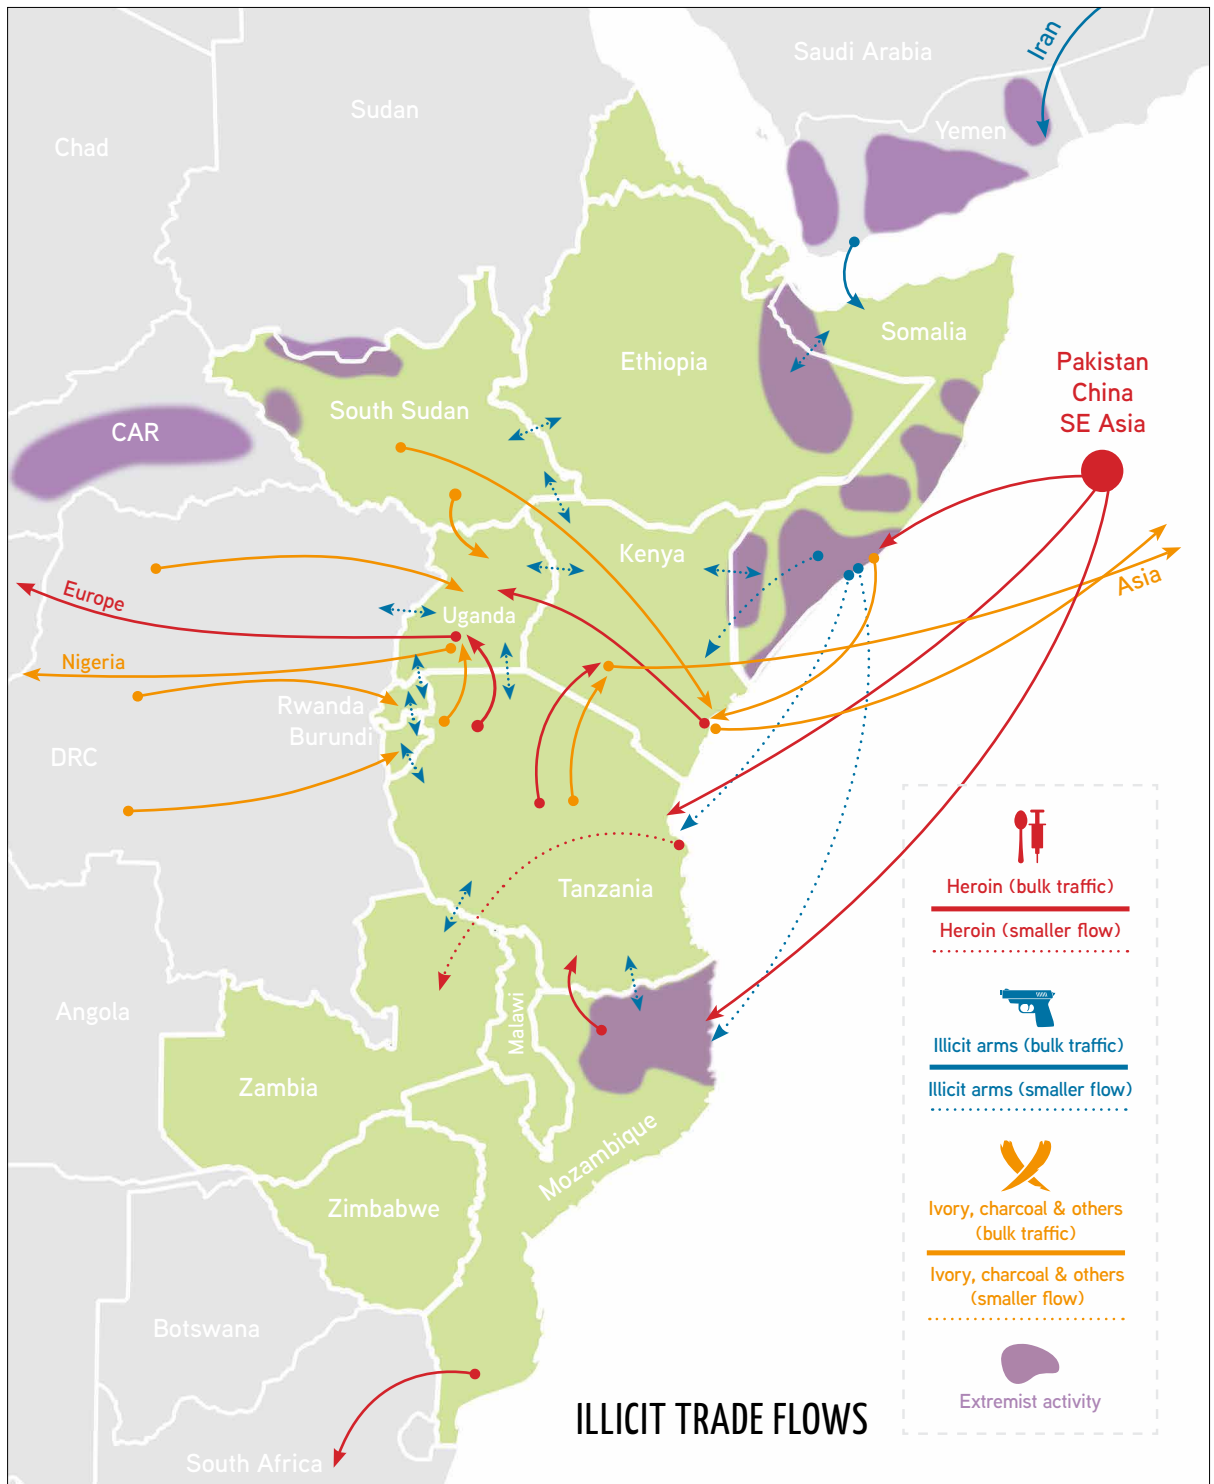 Saudi Arabia
Iran
Sudan
Yemen
Chad
Somalia
Ethiopia
Pakistan
China
SE Asia
South Sudan
CAR
Kenya
Asia
Europe
Uganda
Nigeria
Rwanda
Burundi
DRC
Tanzania
Angola
Malawi
Zambia
Mozambique
Zimbabwe
Botswana
South Africa
Heroin (bulk traffic)
Heroin (smaller flow)
Illicit arms (bulk traffic)
Illicit arms (smaller flow)
Ivory, charcoal & others
(bulk traffic)
Ivory, charcoal & others
(smaller flow)
Extremist activity
ILLICIT TRADE FLOWS